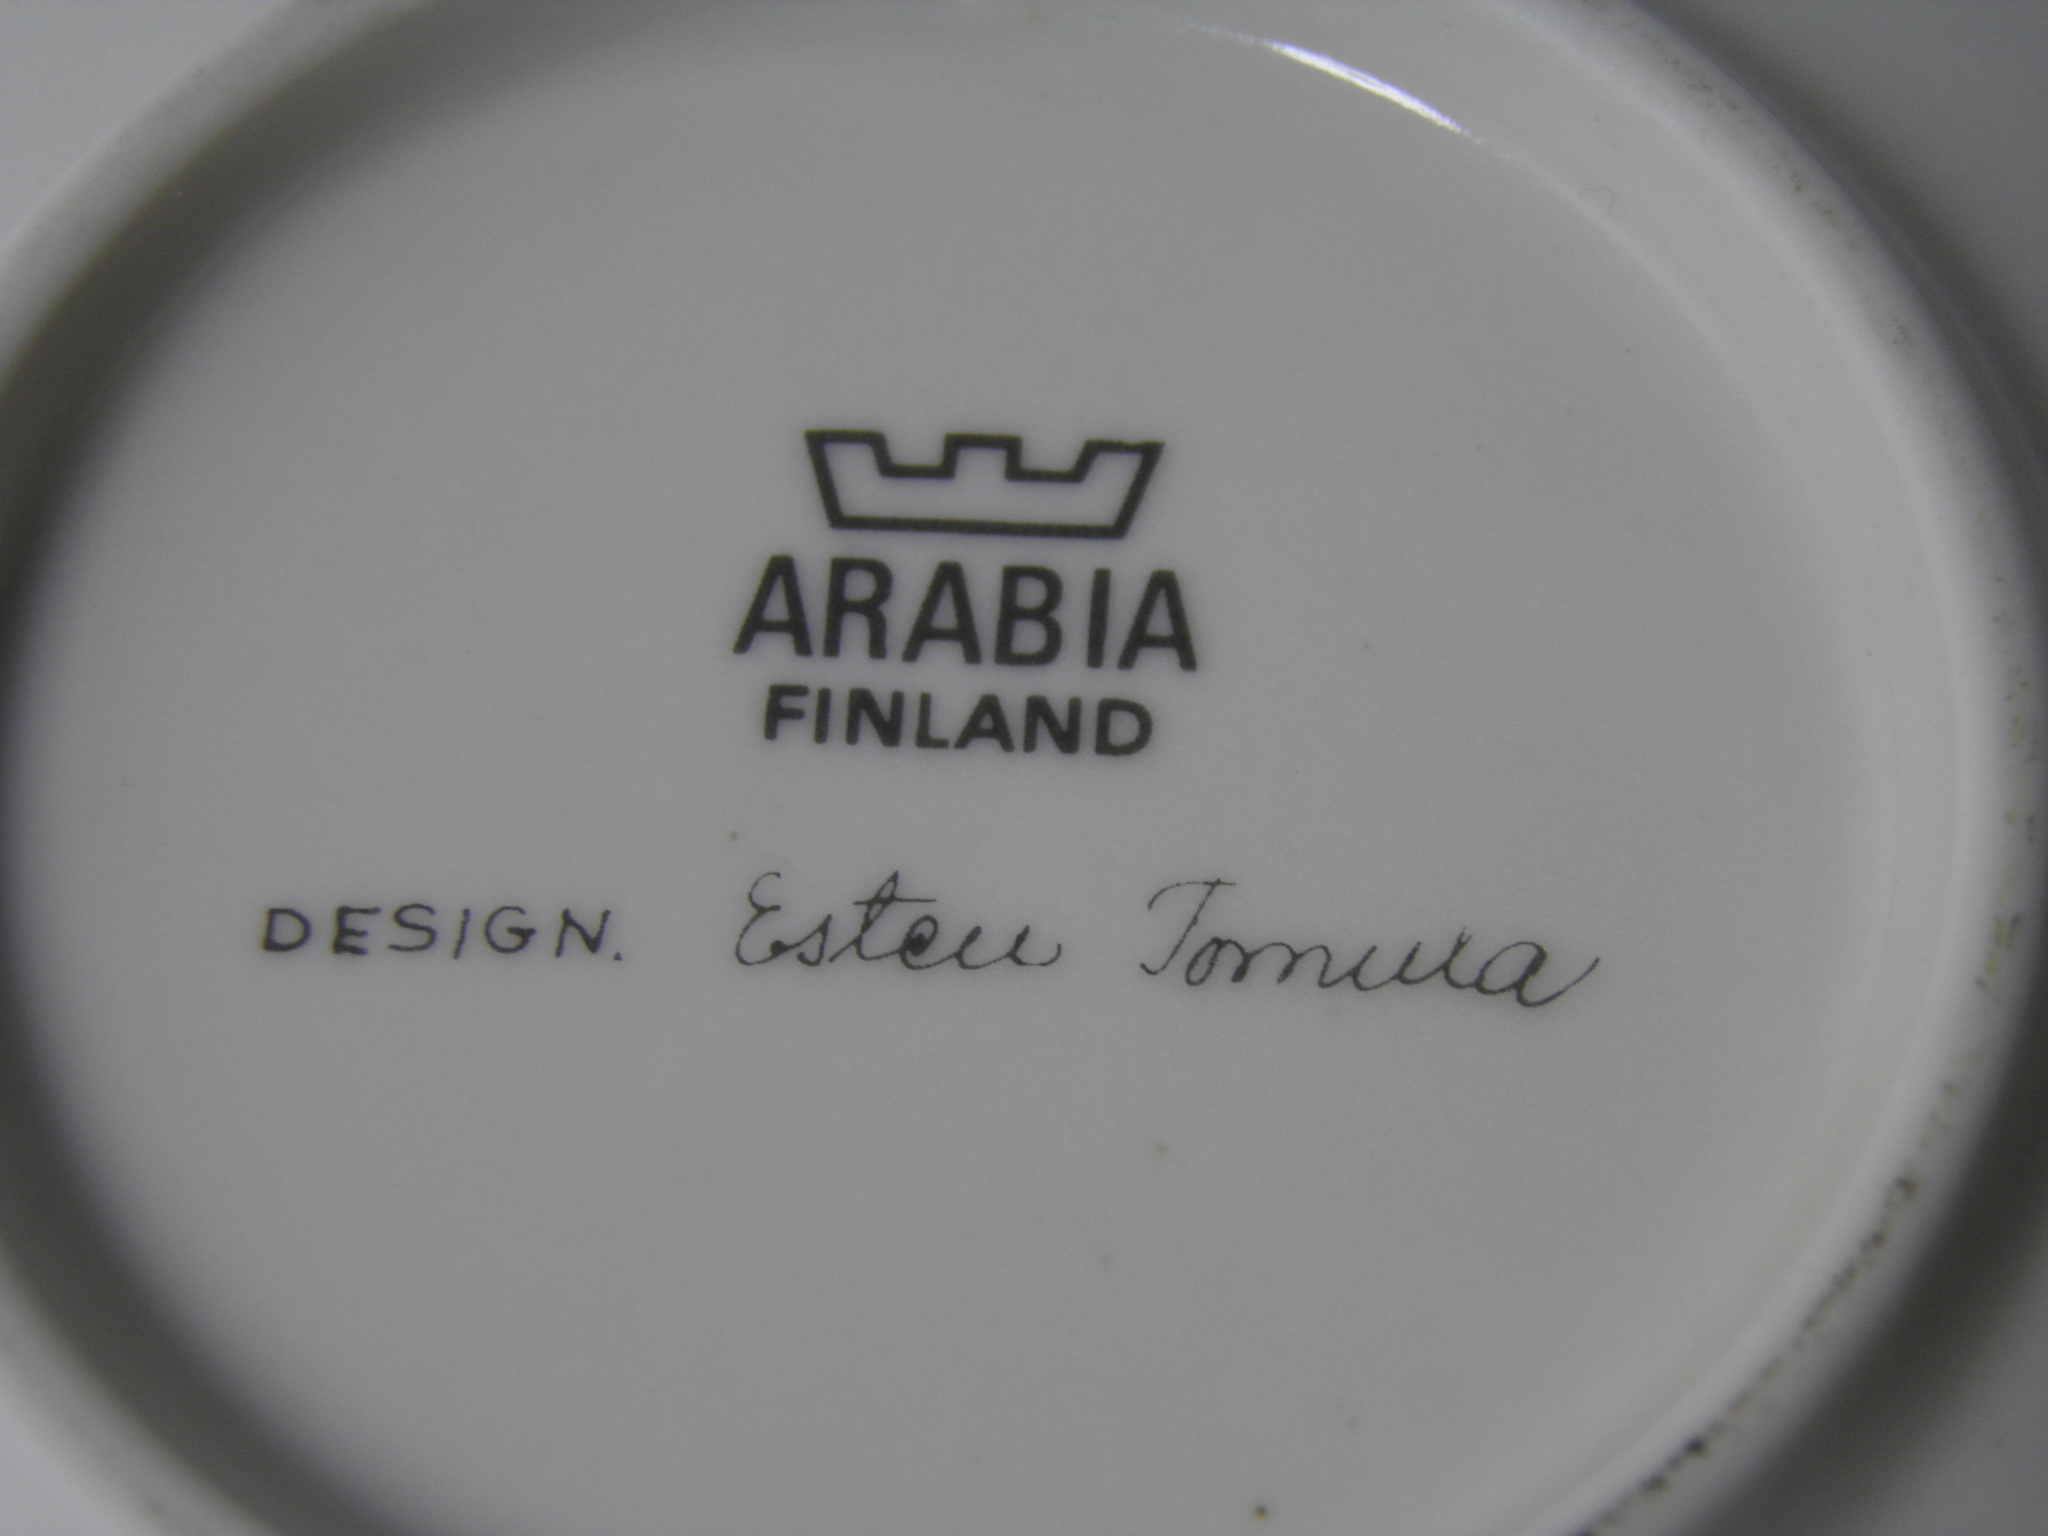 ARABIA
FINLAND
DESIGN. Esteri Tomula